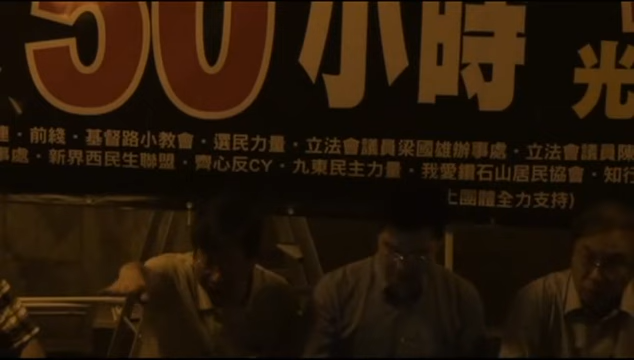 50小時 光
・前綫・基督路小教會・選民力量・立法會議員梁國雄辦事處・立法會議員陳
事處・新界西民生聯盟・齊心反CY・九東民主力量・我愛鑽石山居民協會・知行
上團體全力支持)